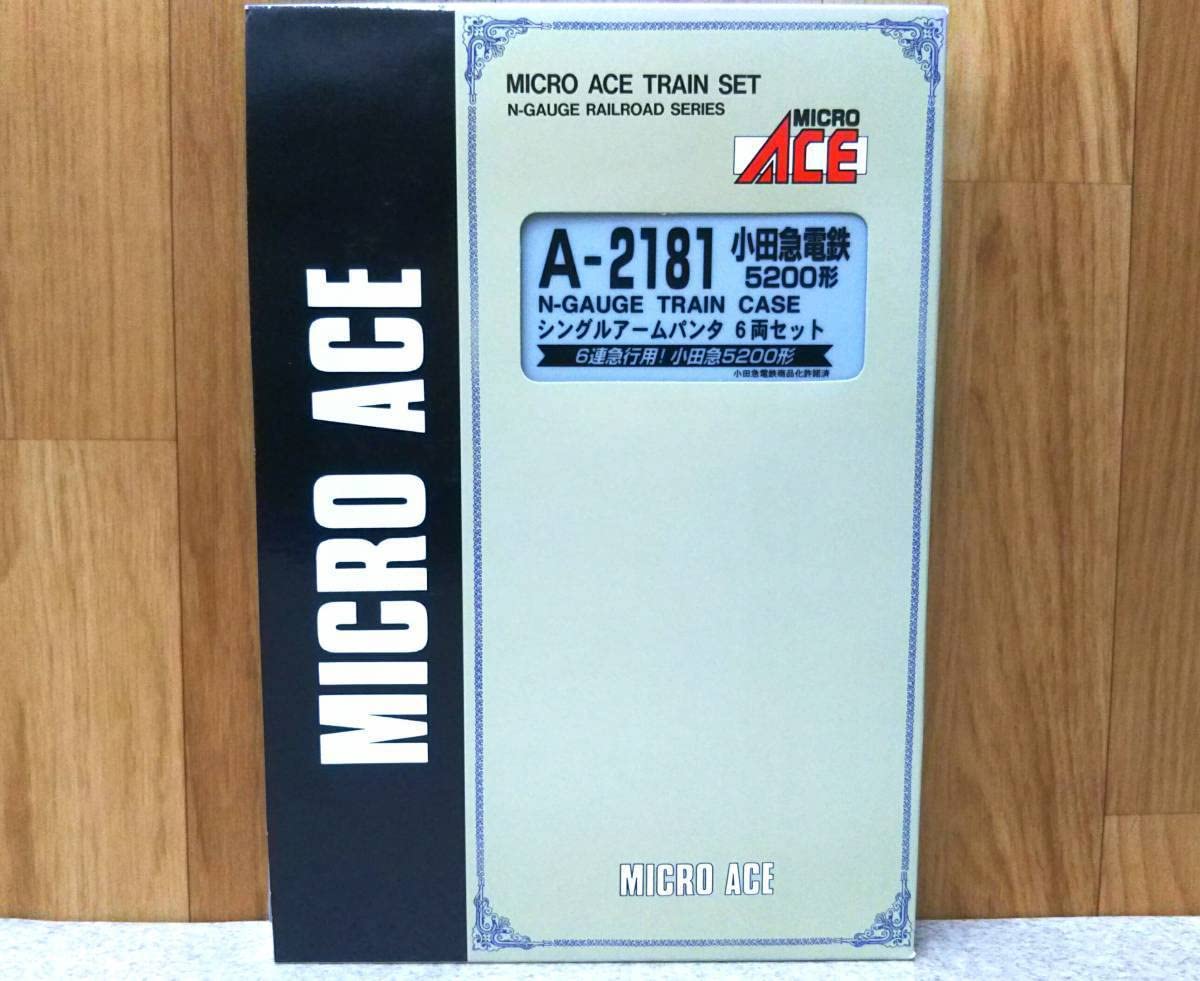 MICRO ACE
MICRO ACE TRAIN SET
N-GAUGE RAILROAD SERIES
MICRO
ACE
A-2181 小田急電鉄
5200形
N-GAUGE TRAIN CASE
シングルアームパンタ 6両セット
6連急行用! 小田急5200形
小田急電鉄商品化許諾済
MICRO ACE